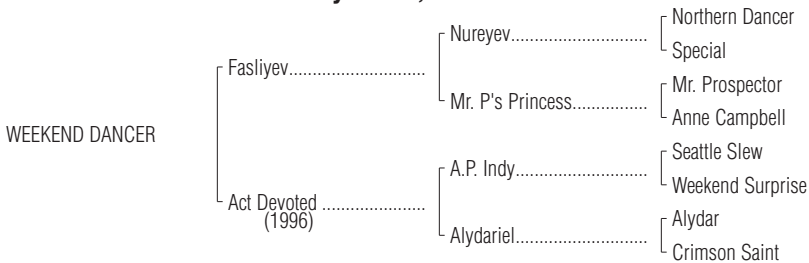 Northern Dancer
Nureyev............................
Special
Fasliyev............................
Mr. Prospector
Mr. P's Princess................
Anne Campbell
WEEKEND DANCER
Seattle Slew
A.P. Indy...........................
Weekend Surprise
Act Devoted .....................
(1996)
Alydar
Alydariel...........................
Crimson Saint